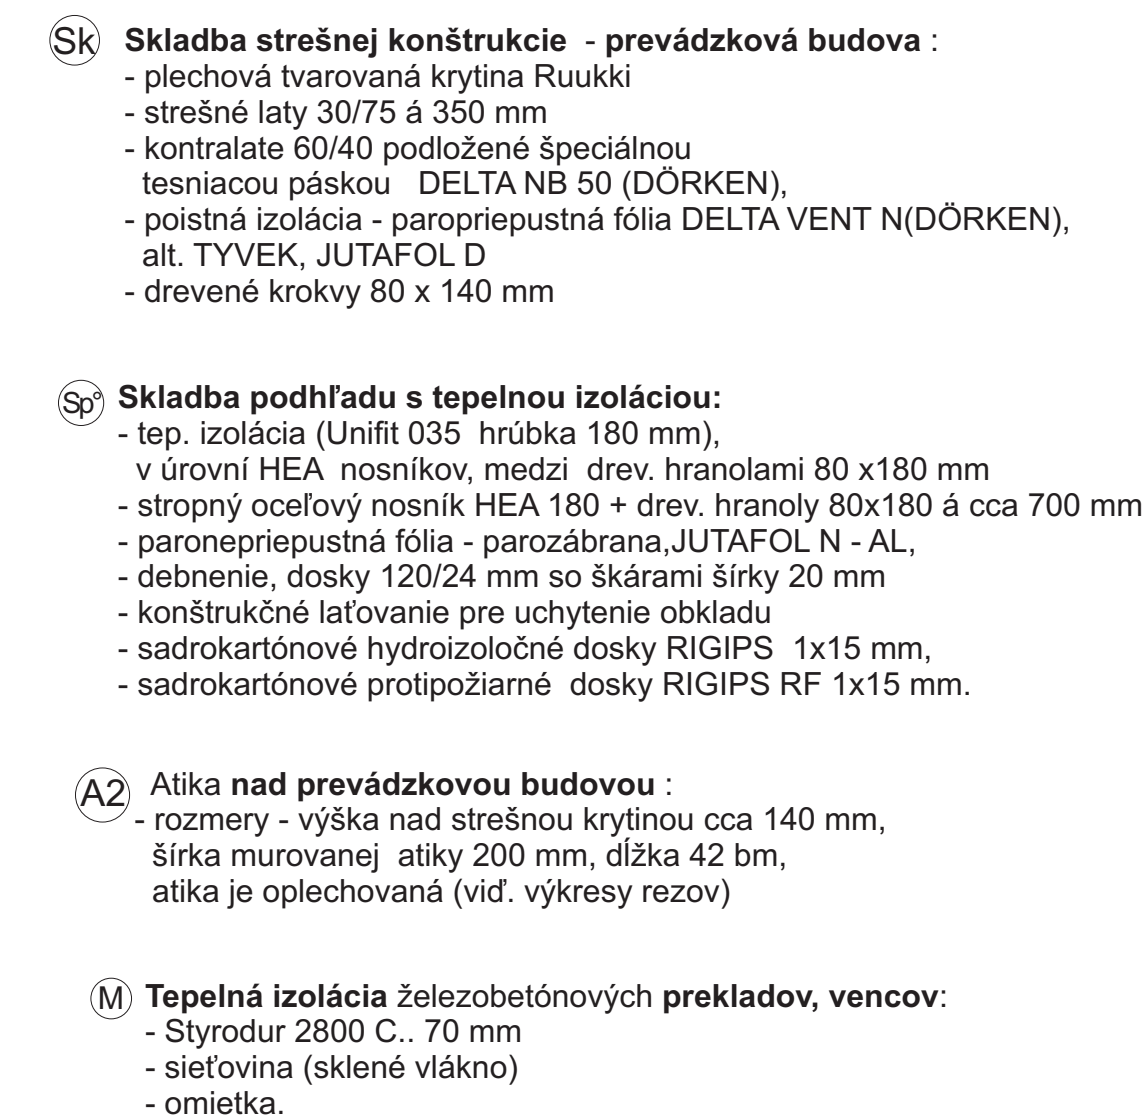 Sk Skladba strešnej konštrukcie - prevádzková budova :
- plechová tvarovaná krytina Ruukki
- strešné laty 30/75 á 350 mm
- kontralate 60/40 podložené špeciálnou
tesniacou páskou DELTA NB 50 (DÖRKEN),
- poistná izolácia - paropriepustná fólia DELTA VENT N(DÖRKEN),
alt. TYVEK, JUTAFOL D
- drevené krokvy 80 x 140 mm
Sp° Skladba podhľadu s tepelnou izoláciou:
- tep. izolácia (Unifit 035 hrúbka 180 mm),
v úrovní HEA nosníkov, medzi drev. hranolami 80 x180 mm
- stropný oceľový nosník HEA 180 + drev. hranoly 80x180 á cca 700 mm
- paronepriepustná fólia - parozábrana,JUTAFOL N - AL,
- debnenie, dosky 120/24 mm so škárami šírky 20 mm
- konštrukčné laťovanie pre uchytenie obkladu
- sadrokartónové hydroizoločné dosky RIGIPS 1x15 mm,
- sadrokartónové protipožiarné dosky RIGIPS RF 1x15 mm.
A2 Atika nad prevádzkovou budovou :
- rozmery - výška nad strešnou krytinou cca 140 mm,
šírka murovanej atiky 200 mm, dĺžka 42 bm,
atika je oplechovaná (viď. výkresy rezov)
M Tepelná izolácia železobetónových prekladov, vencov:
- Styrodur 2800 C.. 70 mm
- sieťovina (sklené vlákno)
- omietka.